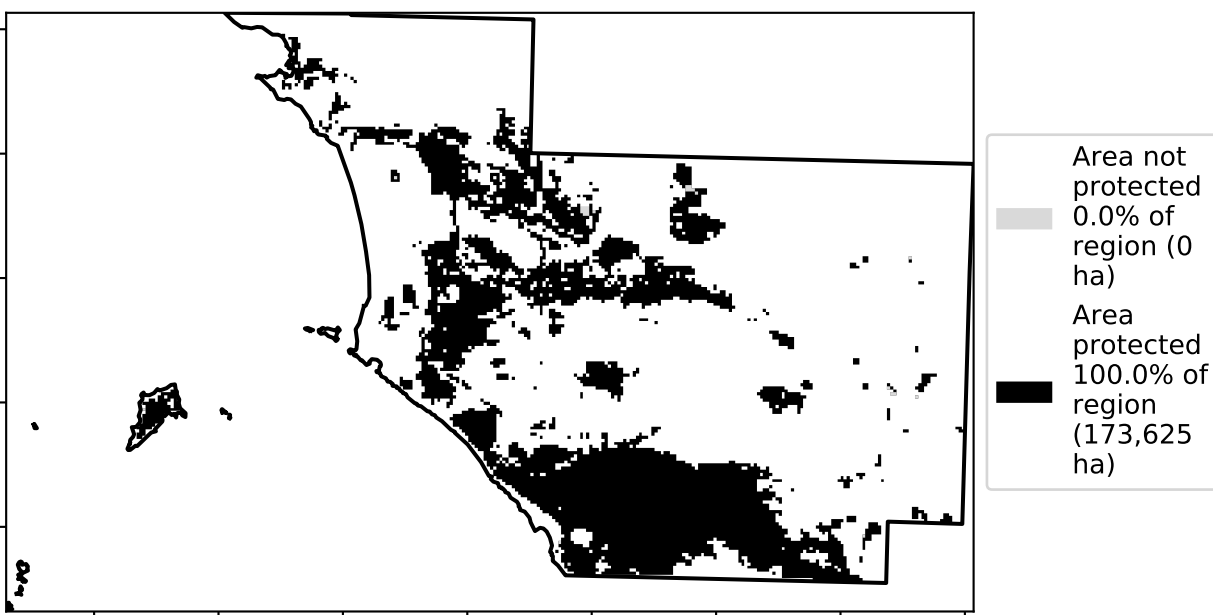 Area not
protected
0.0% of
region (0
ha)
Area
protected
100.0% of
region
(173,625
ha)